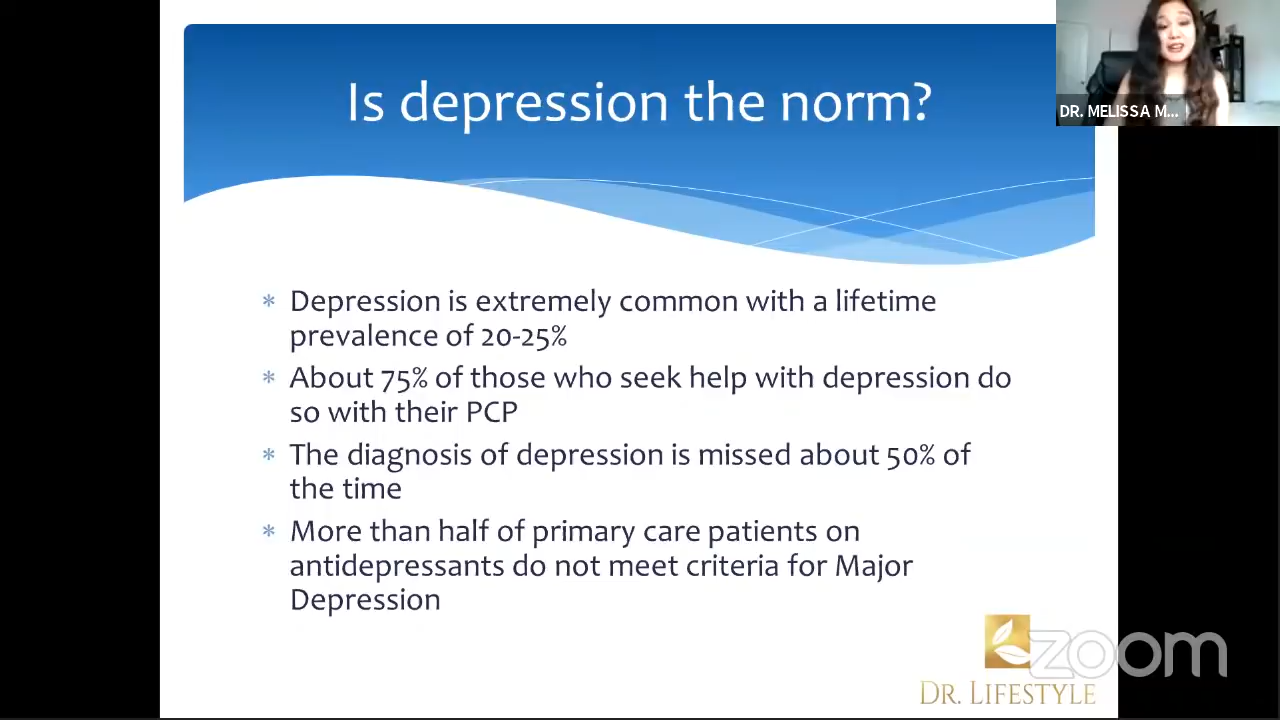 Is depression the norm?
DR. MELISSA M...
* Depression is extremely common with a lifetime
prevalence of 20-25%
* About 75% of those who seek help with depression do
so with their PCP
* The diagnosis of depression is missed about 50% of
the time
* More than half of primary care patients on
antidepressants do not meet criteria for Major
Depression
zoom
DR. LIFESTYLE